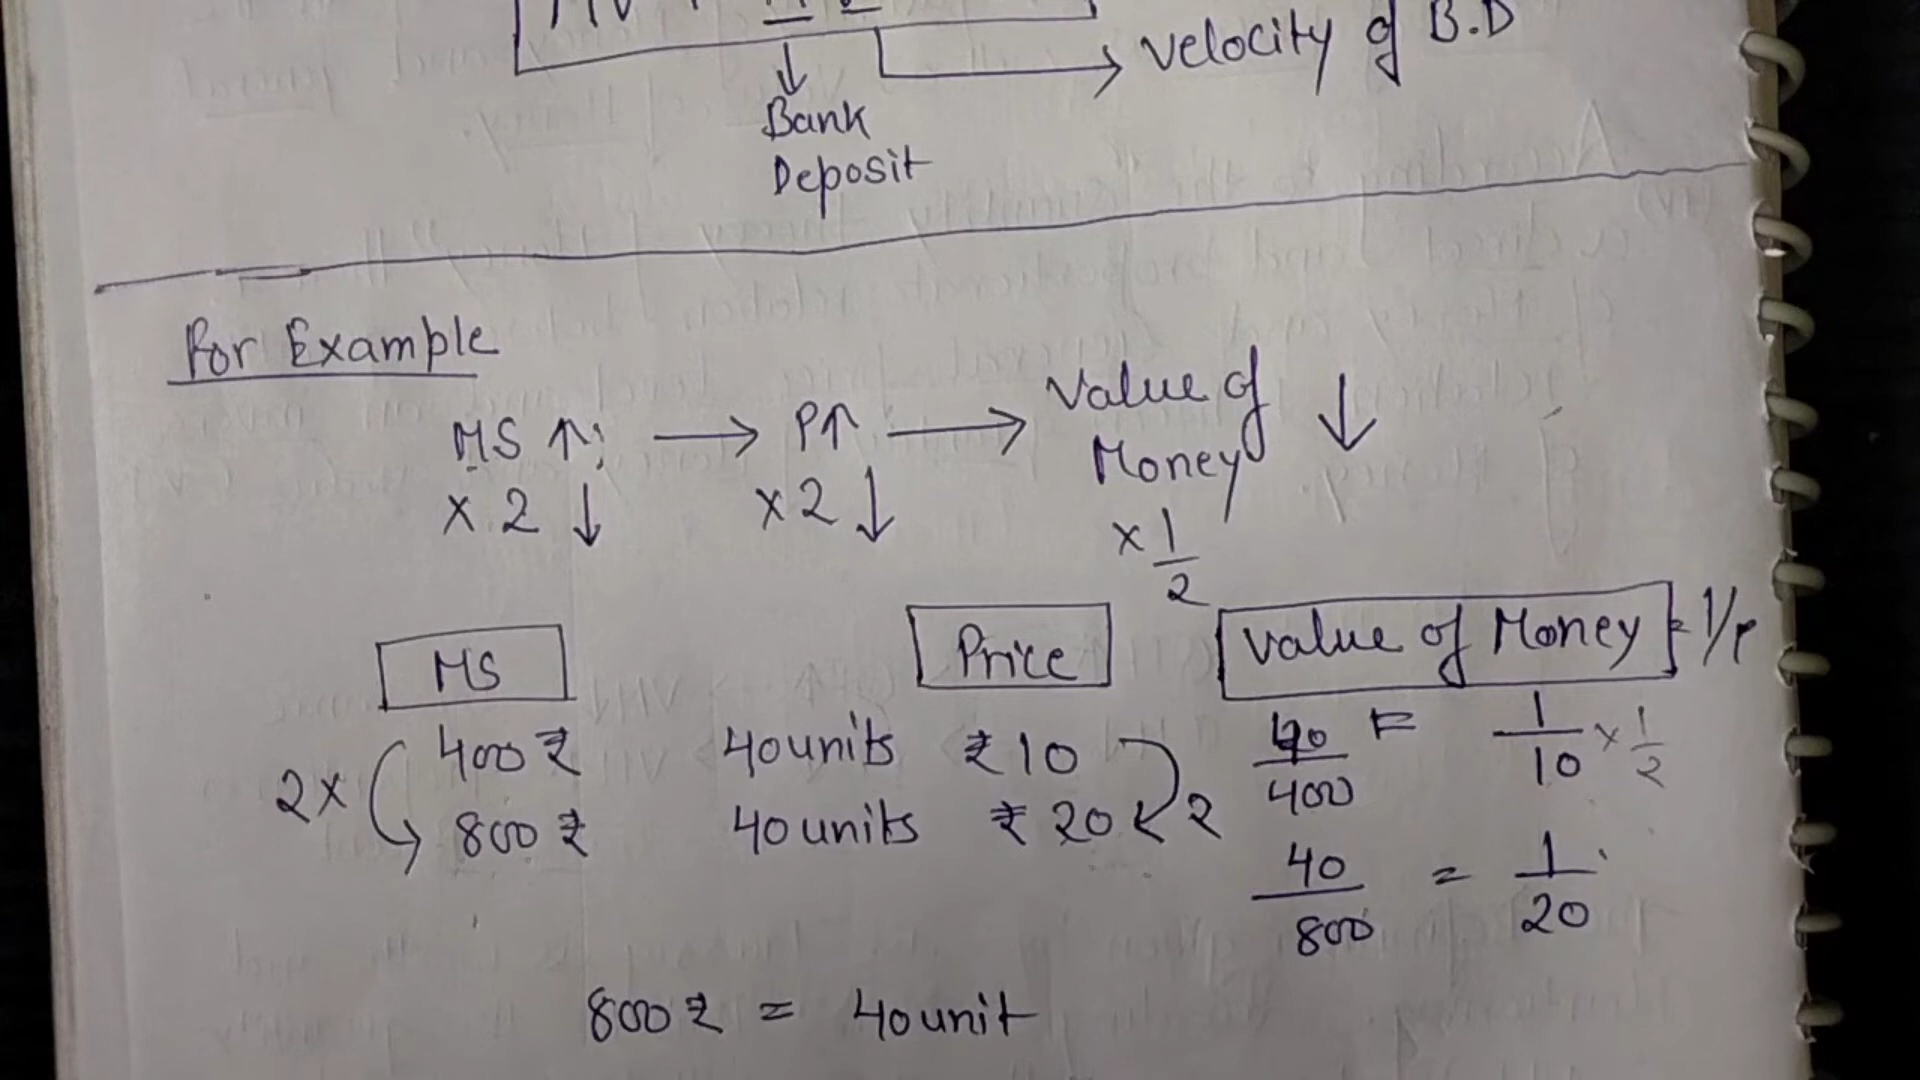 MV +
velocity of B.D
Bank
Deposit
For Example
MS ↑ → P↑ → Value of Money ↓
× 2 ↓ ×2 ↓ × 1/2
MS Price Value of Money = 1/P
400 ₹ 40 units ₹ 10 40/400 = 1/10 × 1/2
2× 800 ₹ 40 units ₹ 20 2 40/800 = 1/20
800 ₹ = 40 unit